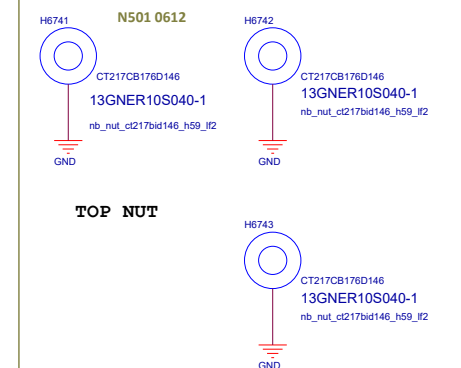 N501 0612
H6741
CT217CB176D146
13GNER10S040-1
nb_nut_ct217bid146_h59_lf2
GND
H6742
CT217CB176D146
13GNER10S040-1
nb_nut_ct217bid146_h59_lf2
GND
TOP NUT
H6743
CT217CB176D146
13GNER10S040-1
nb_nut_ct217bid146_h59_lf2
GND